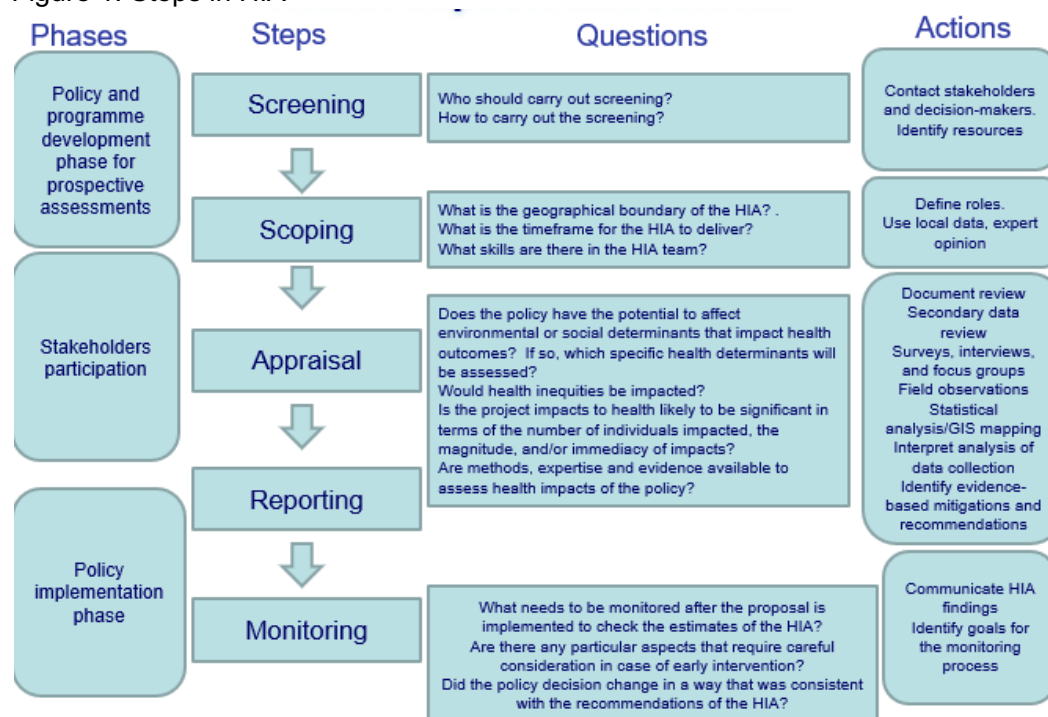 Figure Steps in HIA
Phases
Steps
Questions
Actions
Policy and
programme
development
phase for
prospective
assessments
Screening
Who should carry out screening?
How to carry out the screening?
Contact stakeholders
and decision-makers.
Identify resources
Scoping
What is the geographical boundary of the HIA? .
What is the timeframe for the HIA to deliver?
What skills are there in the HIA team?
Define roles.
Use local data, expert
opinion
Stakeholders
participation
Appraisal
Does the policy have the potential to affect
environmental or social determinants that impact health
outcomes? If so, which specific health determinants will
be assessed?
Would health inequities be impacted?
Is the project impacts to health likely to be significant in
terms of the number of individuals impacted, the
magnitude, and/or immediacy of impacts?
Are methods, expertise and evidence available to
assess health impacts of the policy?
Document review
Secondary data
review
Surveys, interviews,
and focus groups
Field observations
Statistical
analysis/GIS mapping
Interpret analysis of
data collection
Identify evidence-
based mitigations and
recommendations
Reporting
Policy
implementation
phase
Monitoring
What needs to be monitored after the proposal is
implemented to check the estimates of the HIA?
Are there any particular aspects that require careful
consideration in case of early intervention?
Did the policy decision change in a way that was consistent
with the recommendations of the HIA?
Communicate HIA
findings
Identify goals for
the monitoring
process